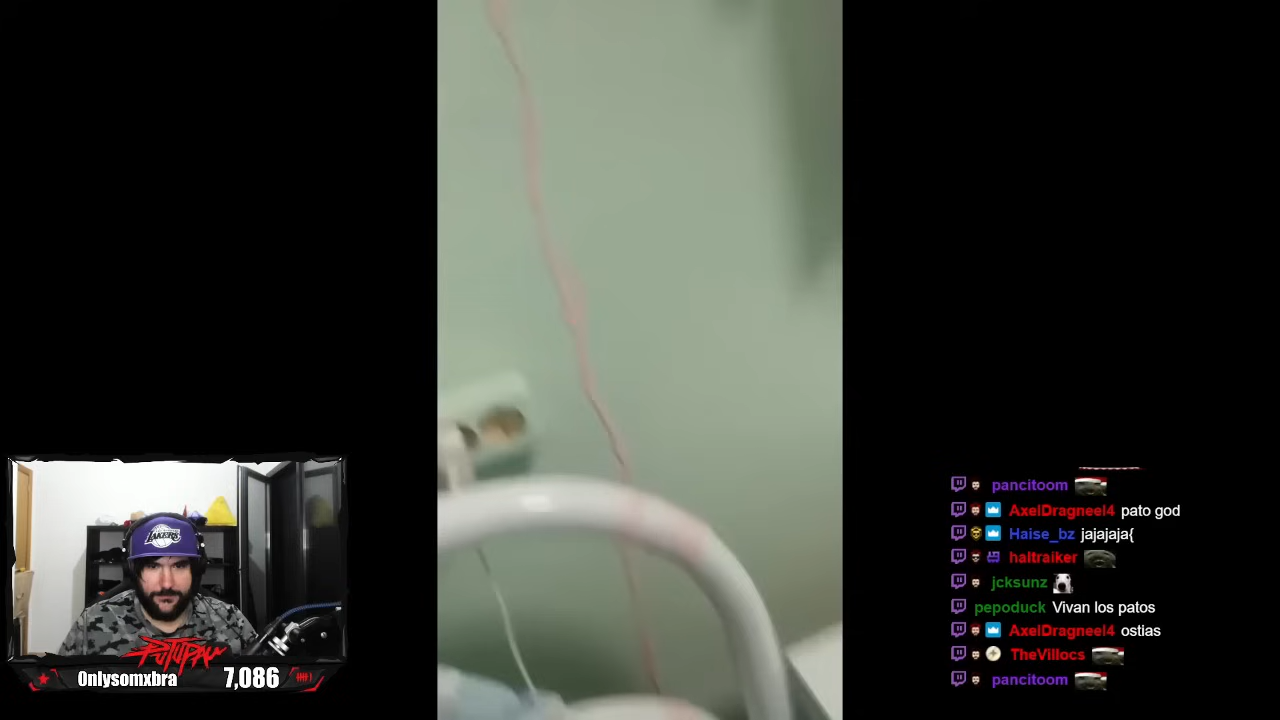 LAKERS
PUTUPAU
Onlysomxbra
7,086
pancitoom
AxelDragneel4 pato god
Haise_bz jajajaja{
haltraiker
jcksunz
pepoduck Vivan los patos
AxelDragneel4 ostias
TheVillocs
pancitoom